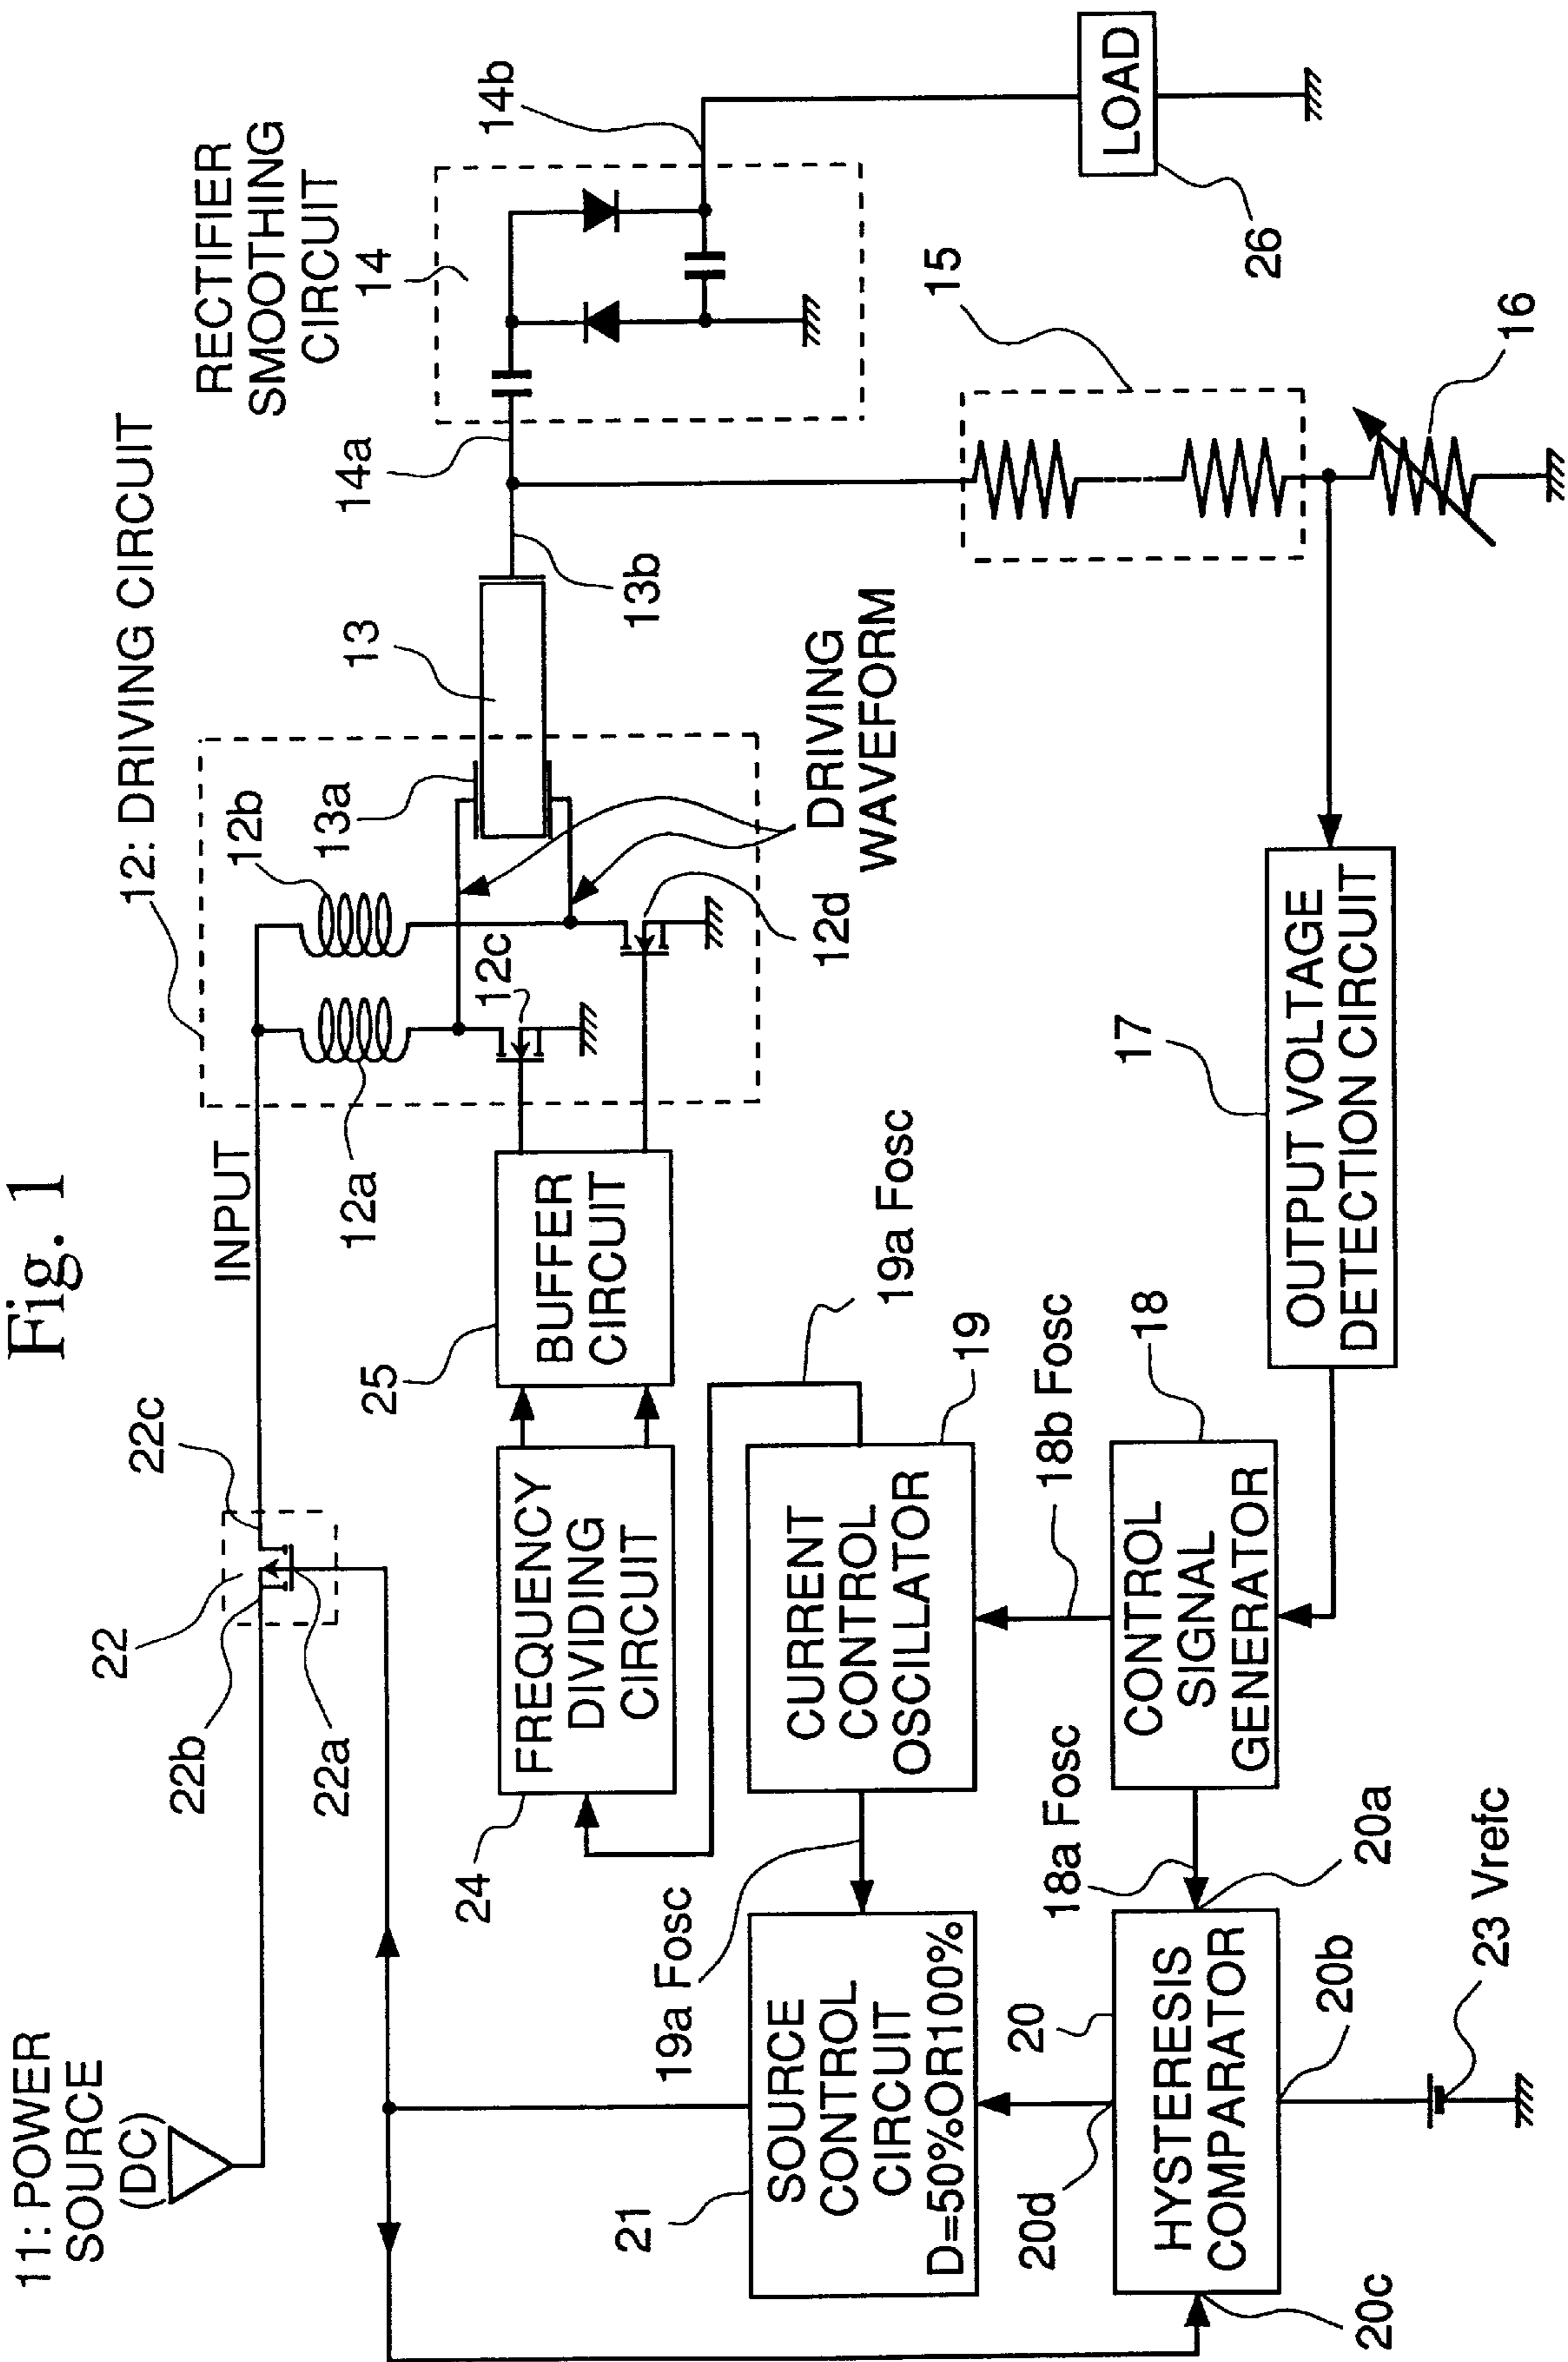 Fig. 1
11: POWER
SOURCE
(DC)
22
22b
22a
22c
INPUT
12: DRIVING CIRCUIT
12a
12b
12c
12d
13a
13
13b
DRIVING
WAVEFORM
RECTIFIER
SMOOTHING
CIRCUIT
14
14a
14b
LOAD
26
15
16
24
FREQUENCY
DIVIDING
CIRCUIT
25
BUFFER
CIRCUIT
19a Fosc
21
SOURCE
CONTROL
CIRCUIT
D=50%OR100%
19a Fosc
CURRENT
CONTROL
OSCILLATOR
19
20d
20
HYSTERESIS
COMPARATOR
20c
20b
20a
23 Vrefc
18a Fosc
18b Fosc
CONTROL
SIGNAL
GENERATOR
18
17
OUTPUT VOLTAGE
DETECTION CIRCUIT